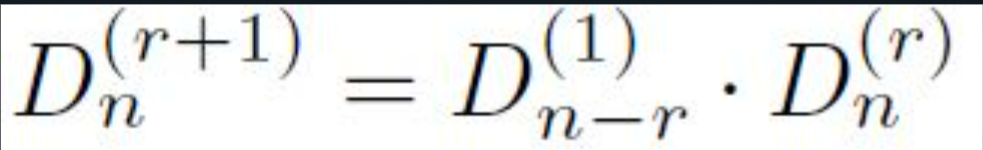 D_n^{(r+1)} = D_{n-r}^{(1)} · D_n^{(r)}